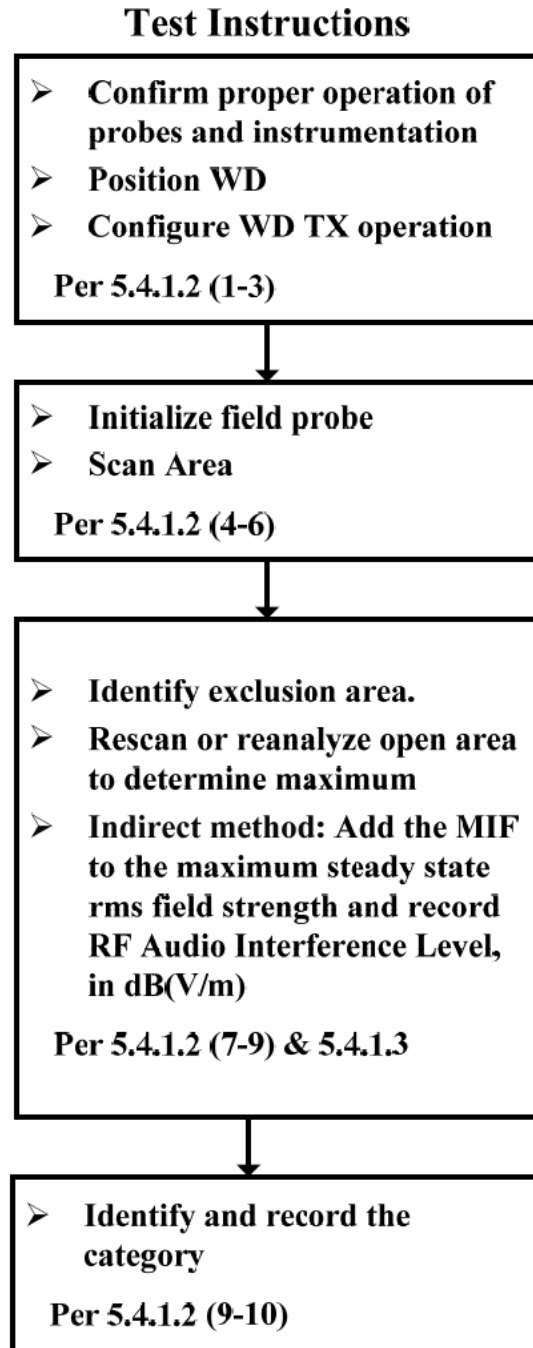 Test Instructions
➢ Confirm proper operation of
probes and instrumentation
➢ Position WD
➢ Configure WD TX operation
Per 5.4.1.2 (1-3)
➢ Initialize field probe
➢ Scan Area
Per 5.4.1.2 (4-6)
➢ Identify exclusion area.
➢ Rescan or reanalyze open area
to determine maximum
➢ Indirect method: Add the MIF
to the maximum steady state
rms field strength and record
RF Audio Interference Level,
in dB(V/m)
Per 5.4.1.2 (7-9) & 5.4.1.3
➢ Identify and record the
category
Per 5.4.1.2 (9-10)